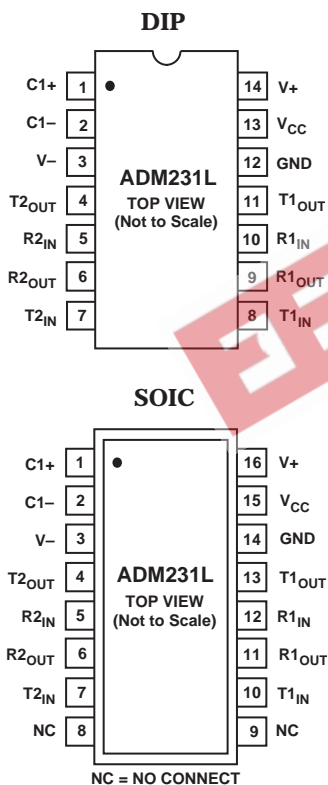 DIP
C1+ 1 14 V+
C1– 2 13 VCC
V– 3 12 GND
ADM231L
T2OUT 4 TOP VIEW 11 T1OUT
(Not to Scale)
R2IN 5 10 R1IN
R2OUT 6 9 R1OUT
T2IN 7 8 T1IN
SOIC
C1+ 1 16 V+
C1– 2 15 VCC
V– 3 14 GND
T2OUT 4 ADM231L 13 T1OUT
TOP VIEW
R2IN 5 (Not to Scale) 12 R1IN
R2OUT 6 11 R1OUT
T2IN 7 10 T1IN
NC 8 9 NC
NC = NO CONNECT